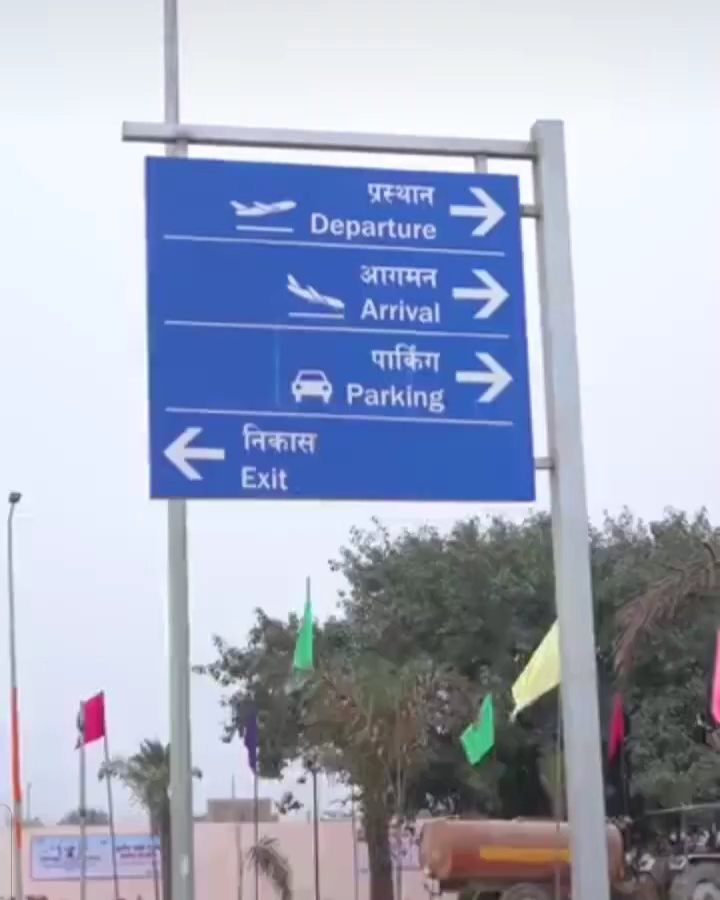 प्रस्थान
Departure
आगमन
Arrival
पार्किंग
Parking
निकास
Exit